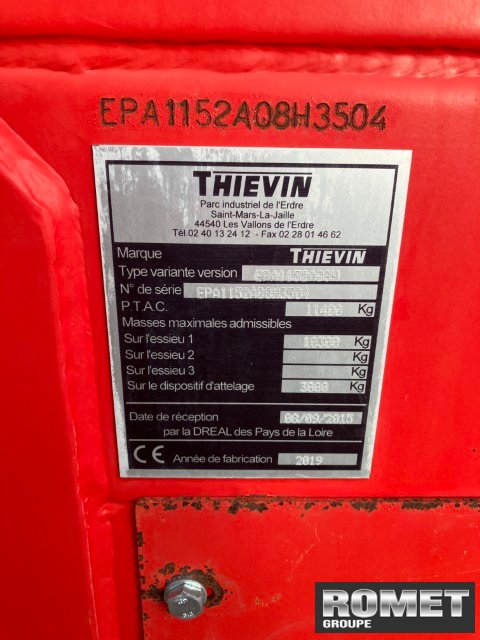 EPA1152A08H3504
THIEVIN
Parc industriel de l'Erdre
Saint-Mars-La-Jaille
44540 Les Vallons de l'Erdre
Tél.02 40 13 24 12 - Fax 02 28 01 46 62
Marque THIEVIN
Type variante version
N° de série EPA1152A08H3504
P.T.A.C. Kg
Masses maximales admissibles
Sur l'essieu 1 Kg
Sur l'essieu 2 Kg
Sur l'essieu 3 Kg
Sur le dispositif d'attelage 3000 Kg
Date de réception
par la DREAL des Pays de la Loire
CE Année de fabrication 2019
ROMET
GROUPE